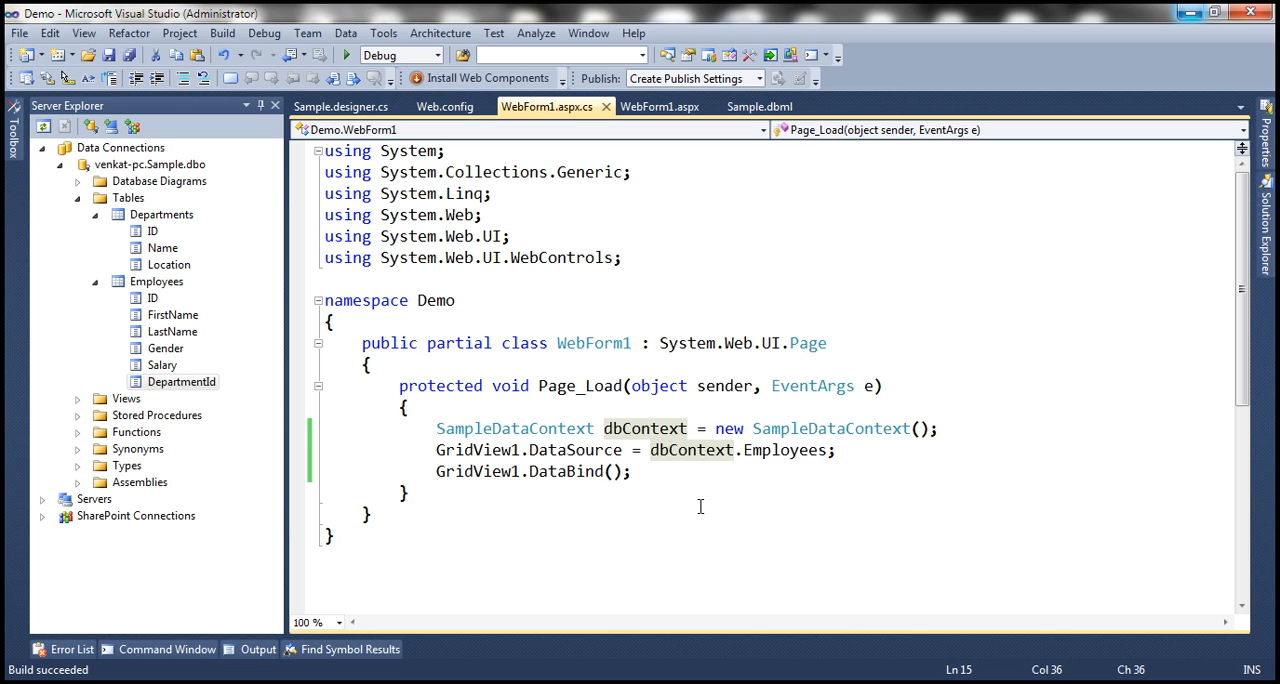 Demo - Microsoft Visual Studio (Administrator)
File Edit View Refactor Project Build Debug Team Data Tools Architecture Test Analyze Window Help
Debug
Install Web Components Publish: Create Publish Settings
Server Explorer
Sample.designer.cs Web.config WebForm1.aspx.cs WebForm1.aspx Sample.dbml
Demo.WebForm1 Page_Load(object sender, EventArgs e)
Toolbox
Properties
Solution Explorer
Data Connections
venkat-pc.Sample.dbo
Database Diagrams
Tables
Departments
ID
Name
Location
Employees
ID
FirstName
LastName
Gender
Salary
DepartmentId
Views
Stored Procedures
Functions
Synonyms
Types
Assemblies
Servers
SharePoint Connections
using System;
using System.Collections.Generic;
using System.Linq;
using System.Web;
using System.Web.UI;
using System.Web.UI.WebControls;
namespace Demo
{
public partial class WebForm1 : System.Web.UI.Page
{
protected void Page_Load(object sender, EventArgs e)
{
SampleDataContext dbContext = new SampleDataContext();
GridView1.DataSource = dbContext.Employees;
GridView1.DataBind();
}
}
}
100 %
Error List Command Window Output Find Symbol Results
Build succeeded Ln 15 Col 36 Ch 36 INS